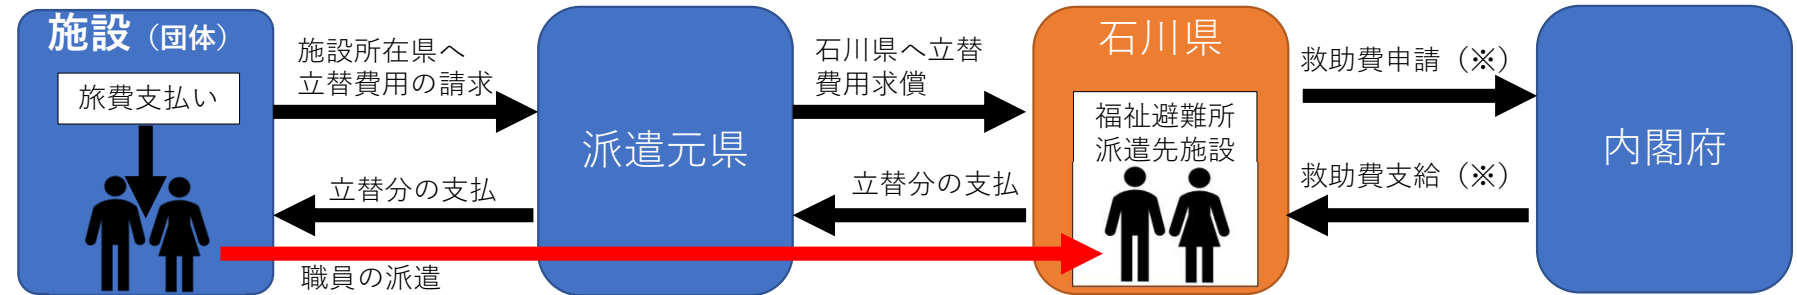 施設（団体）
旅費支払い
施設所在県へ
立替費用の請求
立替分の支払
職員の派遣
派遣元県
石川県へ立替
費用求償
立替分の支払
石川県
福祉避難所
派遣先施設
救助費申請（※）
救助費支給（※）
内閣府